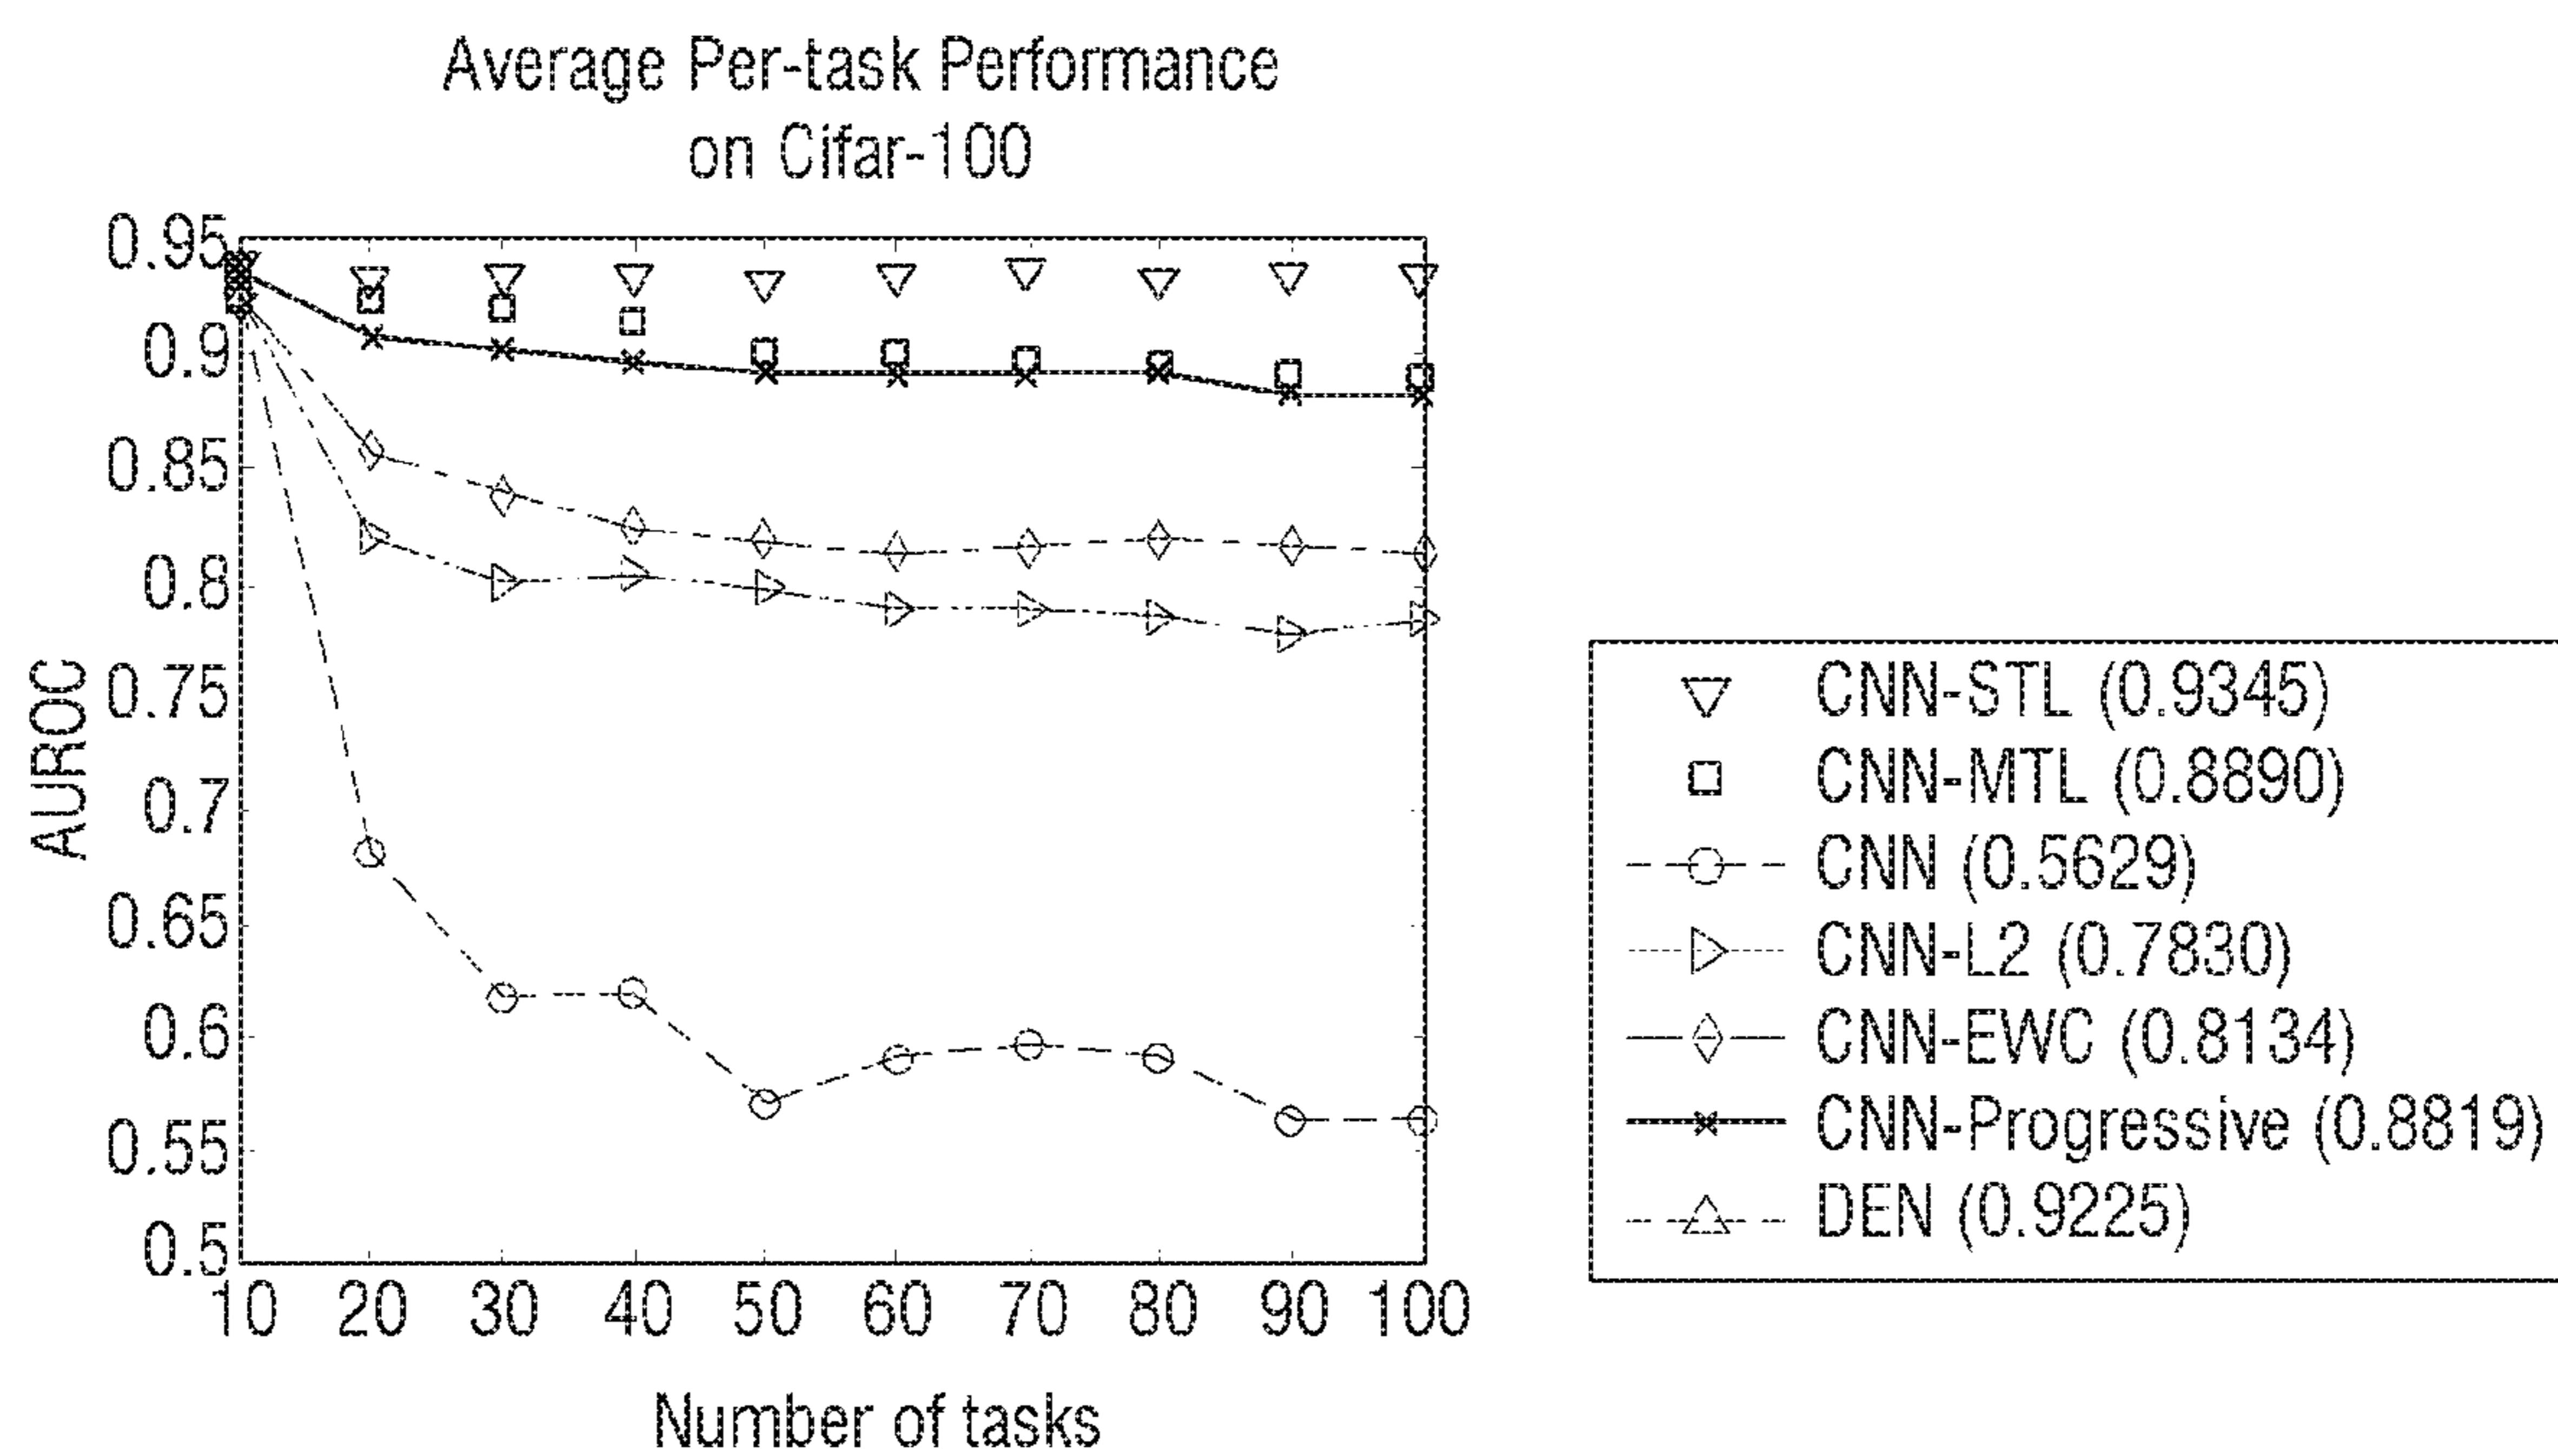 Average Per-task Performance
on Cifar-100
AUROC
0.95
0.9
0.85
0.8
0.75
0.7
0.65
0.6
0.55
0.5
10 20 30 40 50 60 70 80 90 100
Number of tasks
CNN-STL (0.9345)
CNN-MTL (0.8890)
CNN (0.5629)
CNN-L2 (0.7830)
CNN-EWC (0.8134)
CNN-Progressive (0.8819)
DEN (0.9225)